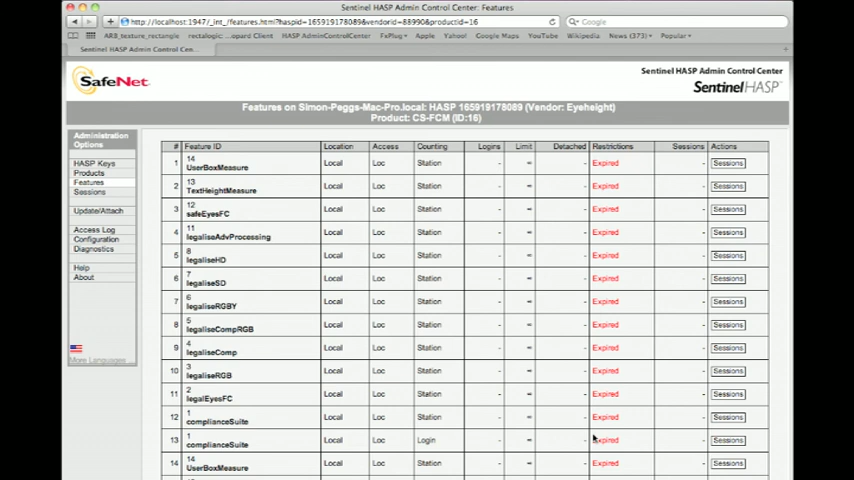 Sentinel HASP Admin Control Center: Features
http://localhost:1947/_int_/features.html?haspid=165919178089&vendorid=88990&productid=16
Google
ARB_texture_rectangle rectalogic: ...opard Client HASP AdminControlCenter FxPlug Apple Yahoo! Google Maps YouTube Wikipedia News (373) Popular
Sentinel HASP Admin Control Cen...
SafeNet.
Sentinel HASP Admin Control Center
Sentinel HASP
Features on Simon-Peggs-Mac-Pro.local: HASP 165919178089 (Vendor: Eyeheight)
Product: CS-FCM (ID:16)
Administration
Options
HASP Keys
Products
Features
Sessions
Update/Attach
Access Log
Configuration
Diagnostics
Help
About
More Languages ...
# Feature ID Location Access Counting Logins Limit Detached Restrictions Sessions Actions
14
1 UserBoxMeasure Local Loc Station - ∞ - Expired - Sessions
13
2 TextHeightMeasure Local Loc Station - ∞ - Expired - Sessions
12
3 safeEyesFC Local Loc Station - ∞ - Expired - Sessions
11
4 legaliseAdvProcessing Local Loc Station - ∞ - Expired - Sessions
8
5 legaliseHD Local Loc Station - ∞ - Expired - Sessions
7
6 legaliseSD Local Loc Station - ∞ - Expired - Sessions
6
7 legaliseRGBY Local Loc Station - ∞ - Expired - Sessions
5
8 legaliseCompRGB Local Loc Station - ∞ - Expired - Sessions
4
9 legaliseComp Local Loc Station - ∞ - Expired - Sessions
3
10 legaliseRGB Local Loc Station - ∞ - Expired - Sessions
2
11 legalEyesFC Local Loc Station - ∞ - Expired - Sessions
1
12 complianceSuite Local Loc Station - ∞ - Expired - Sessions
1
13 complianceSuite Local Loc Login - ∞ - Expired - Sessions
14
14 UserBoxMeasure Local Loc Station - ∞ - Expired - Sessions